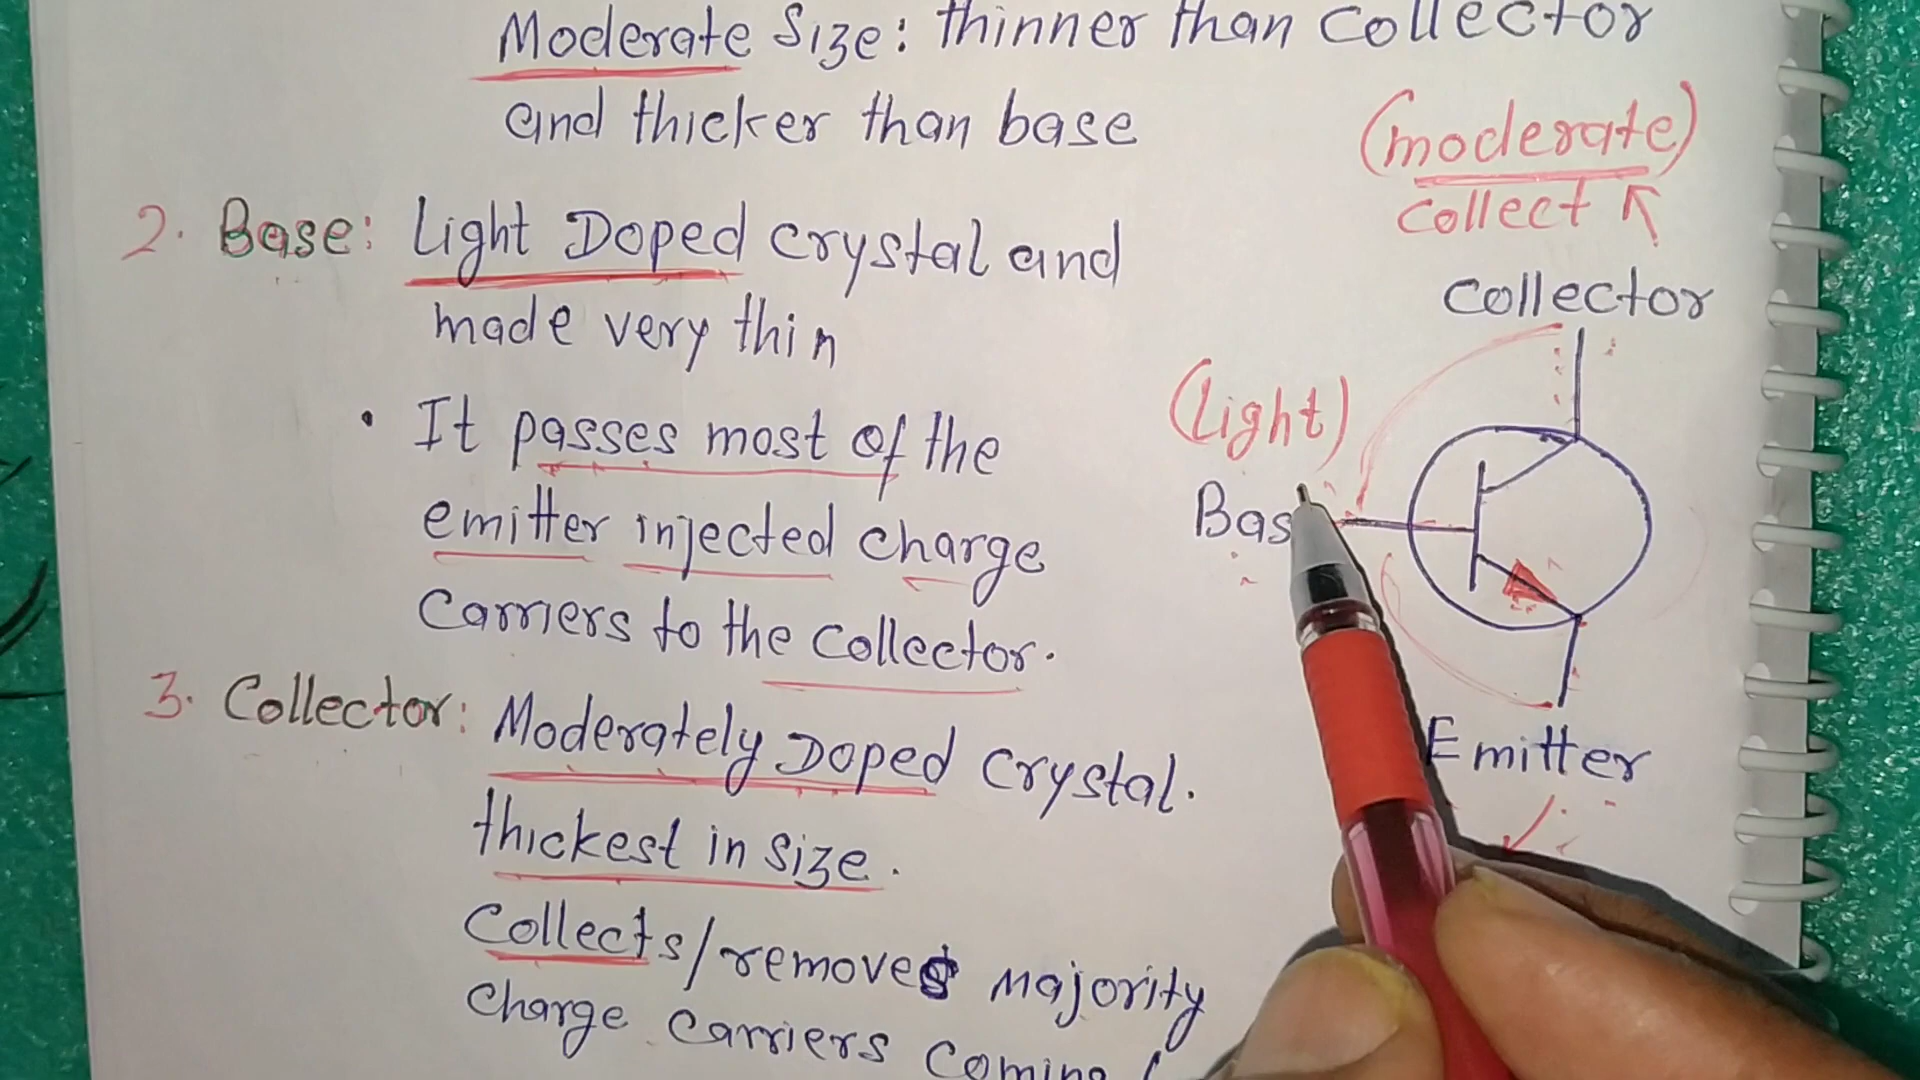 Moderate Size: thinner than Collector
and thicker than base
2. Base: Light Doped crystal and
made very thin
• It passes most of the
emitter injected charge
Carriers to the Collector.
3. Collector: Moderately Doped Crystal.
thickest in size.
Collects/removes majority
Charge Carriers Coming
(moderate)
Collect
Collector
(Light)
Bas
Emitter